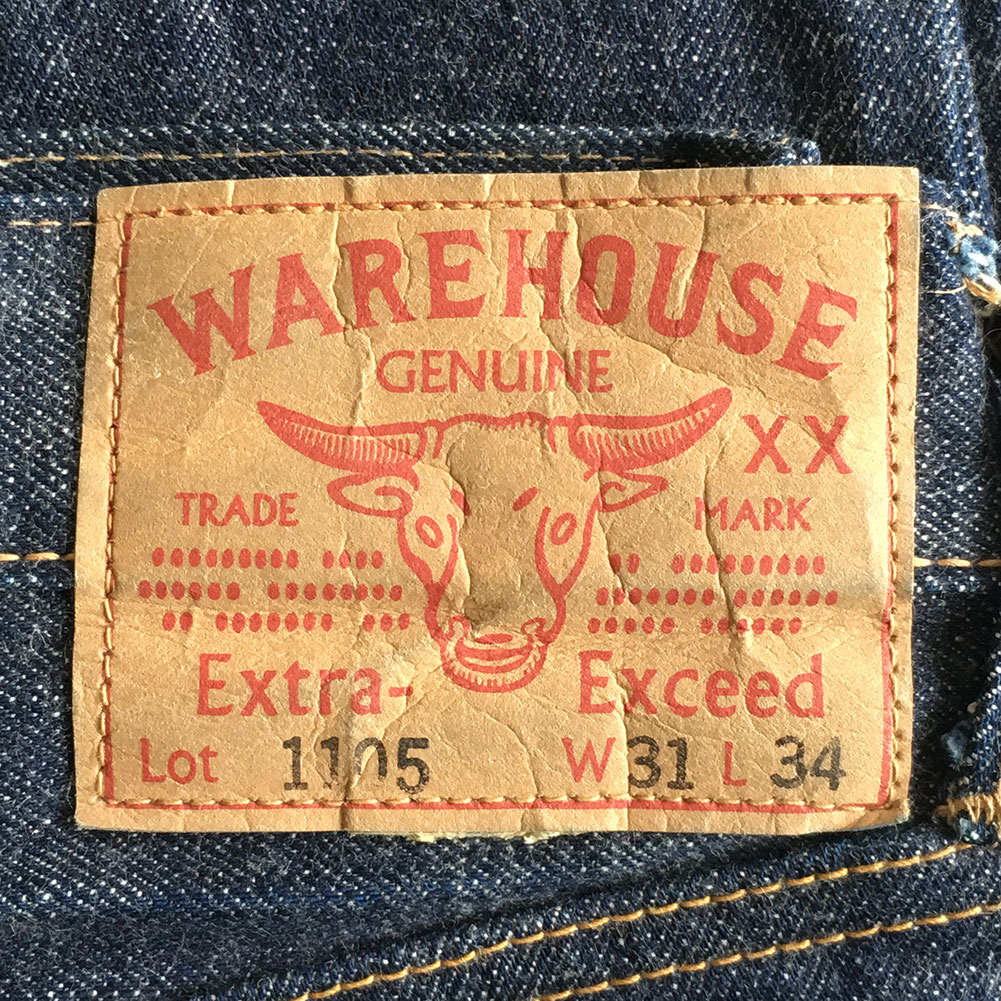 WAREHOUSE
GENUINE
XX
TRADE MARK
Extra- Exceed
Lot 1105 W 31 L 34